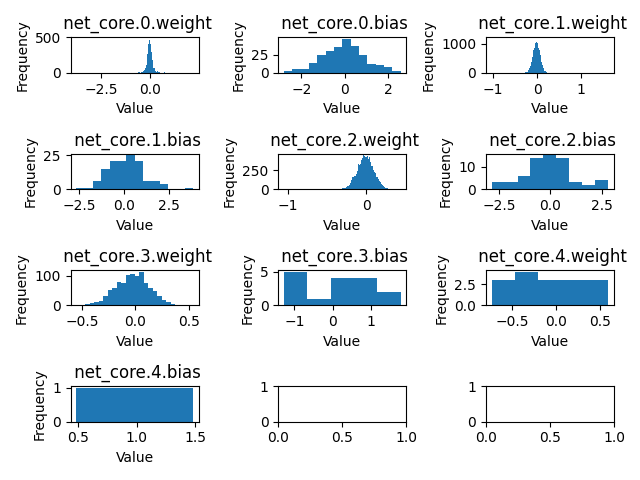 net_core.0.weight
net_core.0.bias
net_core.1.weight
Frequency
500
0
−2.5
0.0
Value
Frequency
25
0
−2
0
2
Value
Frequency
1000
0
−1
0
1
Value
net_core.1.bias
net_core.2.weight
net_core.2.bias
Frequency
25
0
−2.5
0.0
2.5
Value
Frequency
250
0
−1
0
Value
Frequency
10
0
−2.5
0.0
2.5
Value
net_core.3.weight
net_core.3.bias
net_core.4.weight
Frequency
100
0
−0.5
0.0
0.5
Value
Frequency
5
0
−1
0
1
Value
Frequency
2.5
0.0
−0.5
0.0
0.5
Value
net_core.4.bias
Frequency
1
0
0.5
1.0
1.5
Value
1
0
0.0
0.5
1.0
1
0
0.0
0.5
1.0